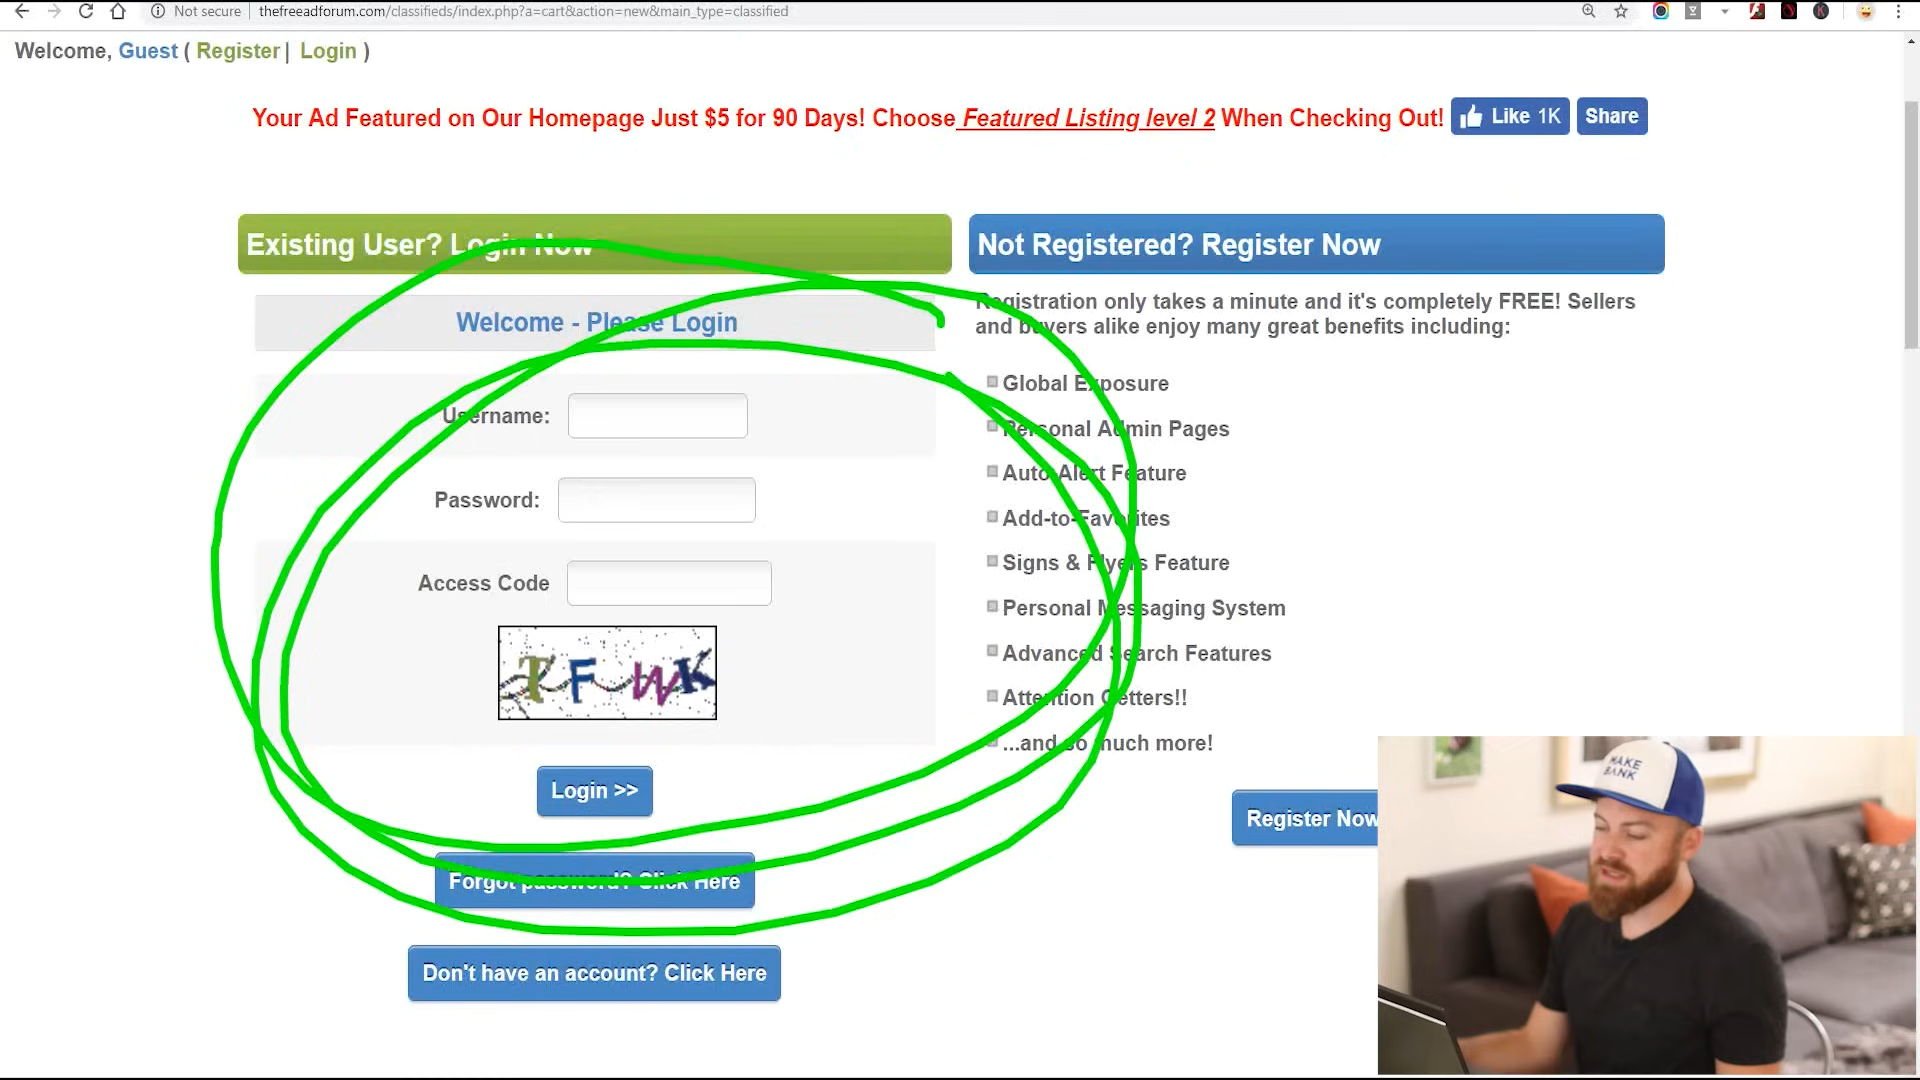 Not secure
thefreeadforum.com/classifieds/index.php?a=cart&action=new&main_type=classified
Welcome, Guest ( Register | Login )
Your Ad Featured on Our Homepage Just $5 for 90 Days! Choose Featured Listing level 2 When Checking Out!
Like 1K
Share
Existing User? Login Now
Welcome - Please Login
Username:
Password:
Access Code
T F W K
Login >>
Forgot password? Click Here
Don't have an account? Click Here
Not Registered? Register Now
Registration only takes a minute and it's completely FREE! Sellers
and buyers alike enjoy many great benefits including:
Global Exposure
Personal Admin Pages
Auto Alert Feature
Add-to-Favorites
Signs & Flyers Feature
Personal Messaging System
Advanced Search Features
Attention Getters!!
...and so much more!
Register Now
MAKE
BANK